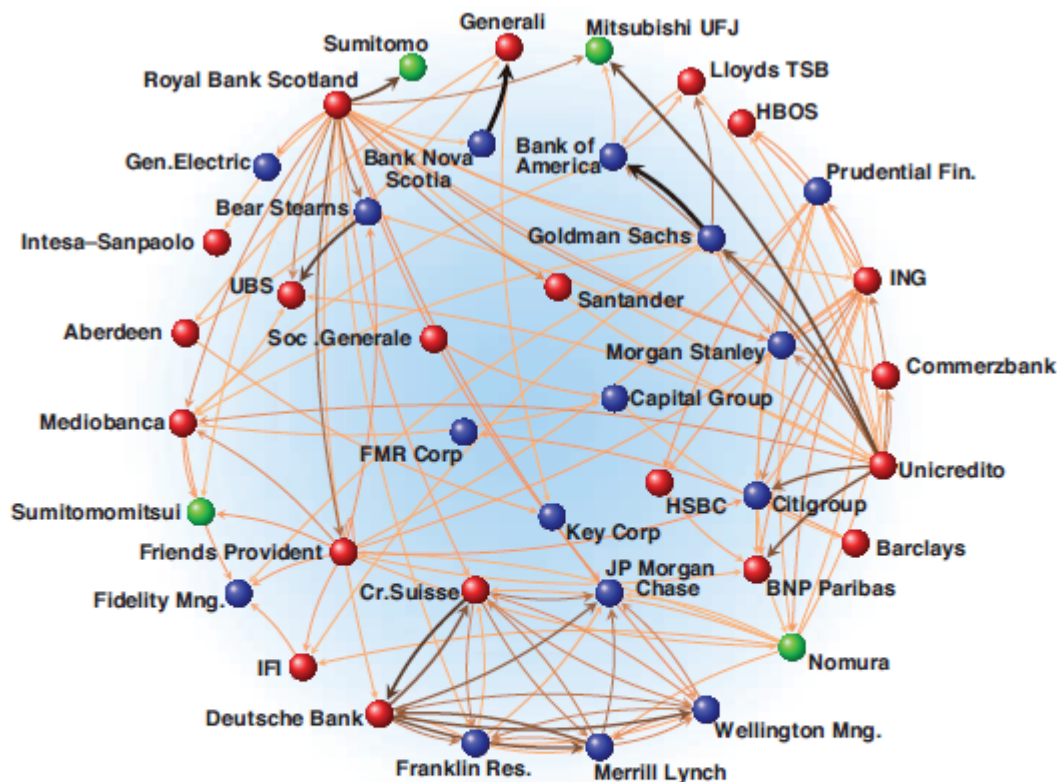 Generali
Mitsubishi UFJ
Sumitomo
Lloyds TSB
Royal Bank Scotland
HBOS
Gen.Electric
Bank Nova
Scotia
Bank of
America
Prudential Fin.
Bear Stearns
Goldman Sachs
Intesa–Sanpaolo
UBS
Santander
ING
Aberdeen
Soc .Generale
Morgan Stanley
Commerzbank
Capital Group
Mediobanca
FMR Corp
Unicredito
HSBC
Citigroup
Sumitomomitsui
Key Corp
Barclays
Friends Provident
JP Morgan
Chase
BNP Paribas
Cr.Suisse
Fidelity Mng.
Nomura
IFI
Deutsche Bank
Wellington Mng.
Franklin Res.
Merrill Lynch